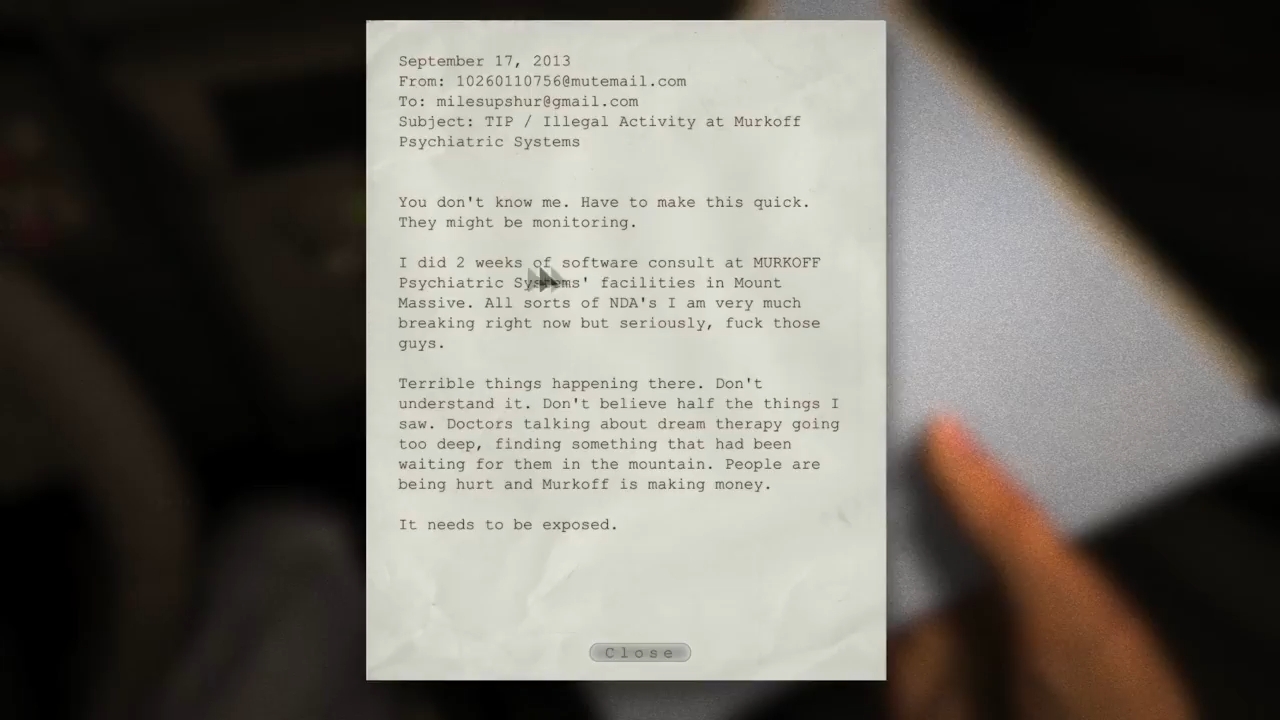 September 17, 2013
From: 10260110756@mutemail.com
To: milesupshur@gmail.com
Subject: TIP / Illegal Activity at Murkoff
Psychiatric Systems
You don't know me. Have to make this quick.
They might be monitoring.
I did 2 weeks of software consult at MURKOFF
Psychiatric Systems' facilities in Mount
Massive. All sorts of NDA's I am very much
breaking right now but seriously, fuck those
guys.
Terrible things happening there. Don't
understand it. Don't believe half the things I
saw. Doctors talking about dream therapy going
too deep, finding something that had been
waiting for them in the mountain. People are
being hurt and Murkoff is making money.
It needs to be exposed.
Close